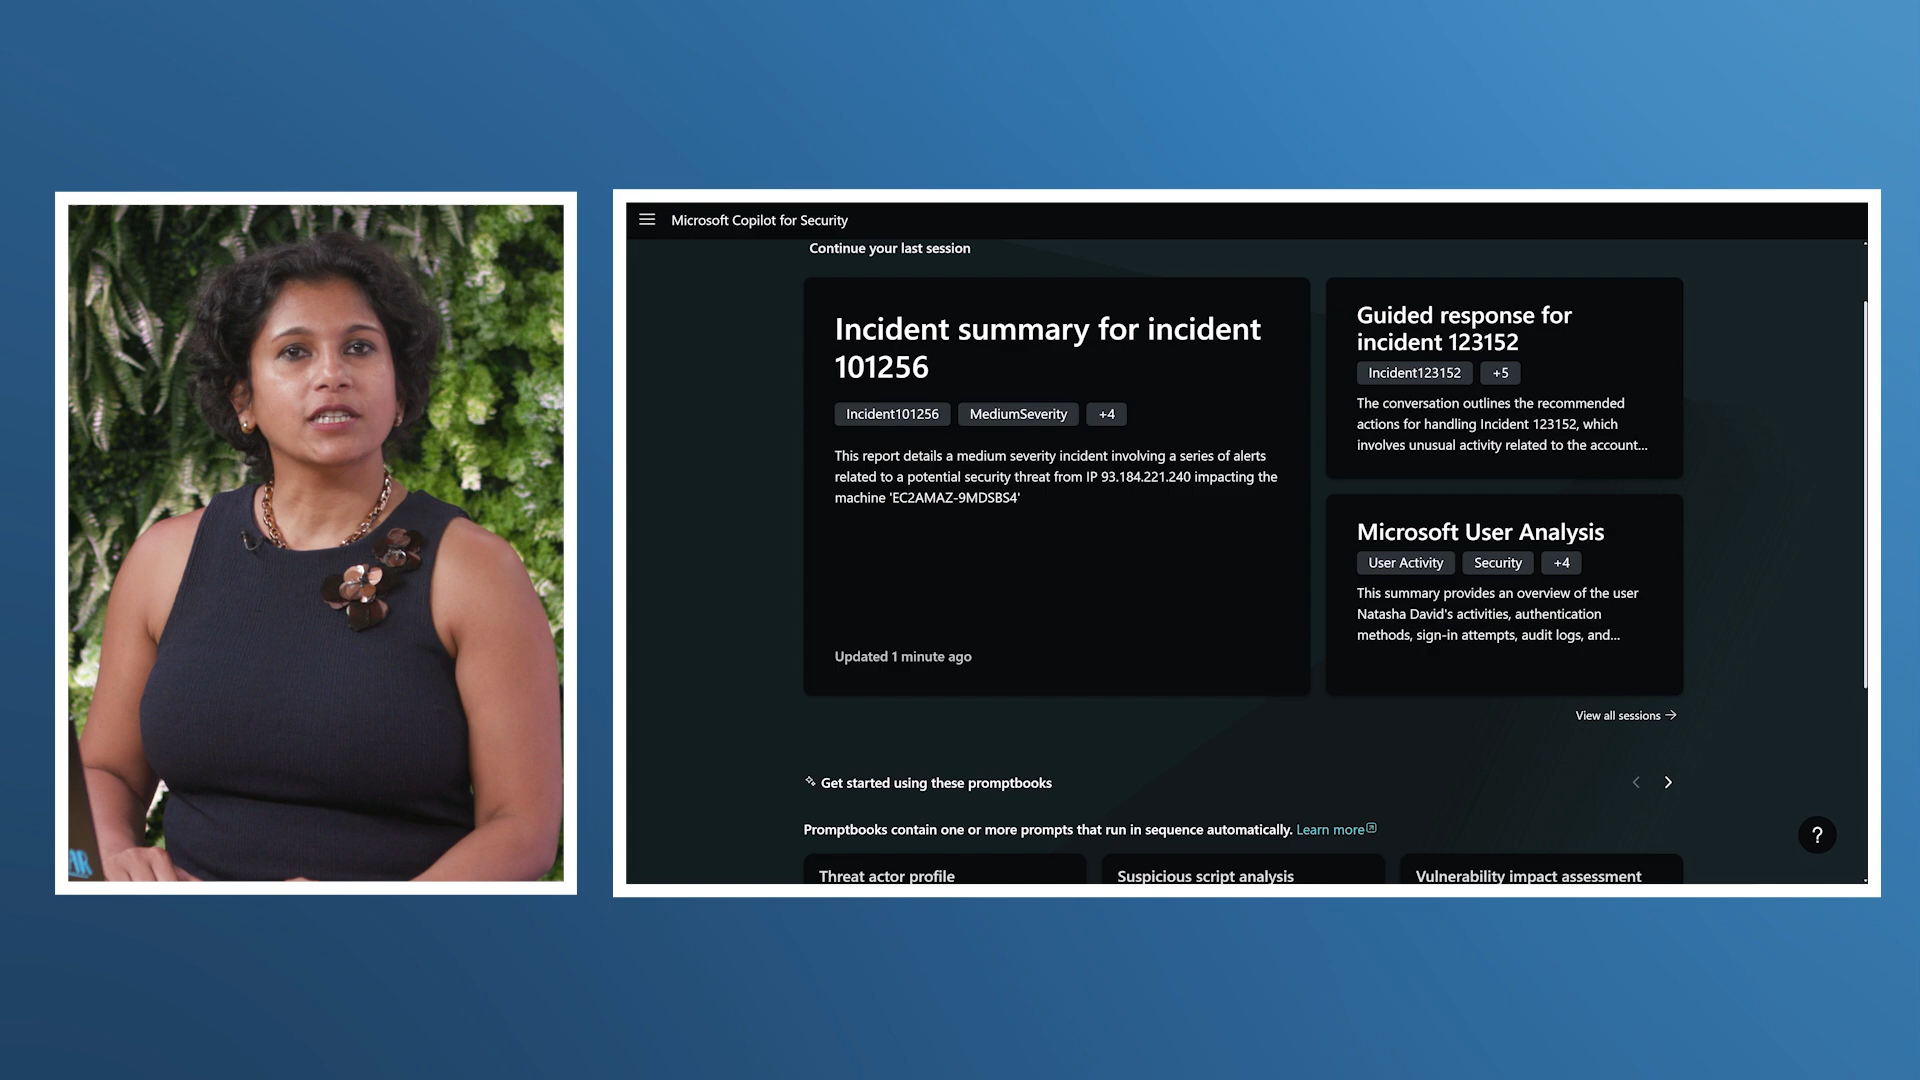 Microsoft Copilot for Security
Continue your last session
Incident summary for incident
101256
Incident101256 MediumSeverity +4
This report details a medium severity incident involving a series of alerts
related to a potential security threat from IP 93.184.221.240 impacting the
machine 'EC2AMAZ-9MDSBS4'
Updated 1 minute ago
Guided response for
incident 123152
Incident123152 +5
The conversation outlines the recommended
actions for handling Incident 123152, which
involves unusual activity related to the account...
Microsoft User Analysis
User Activity Security +4
This summary provides an overview of the user
Natasha David's activities, authentication
methods, sign-in attempts, audit logs, and...
View all sessions
Get started using these promptbooks
Promptbooks contain one or more prompts that run in sequence automatically. Learn more
Threat actor profile
Suspicious script analysis
Vulnerability impact assessment
?